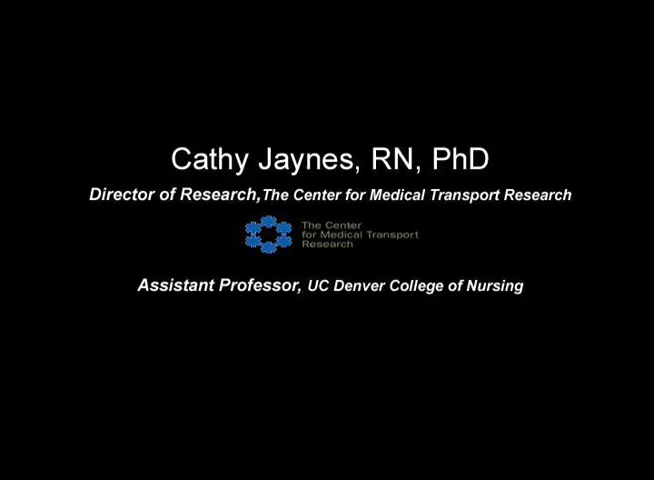 Cathy Jaynes, RN, PhD
Director of Research,The Center for Medical Transport Research
The Center
for Medical Transport
Research
Assistant Professor, UC Denver College of Nursing